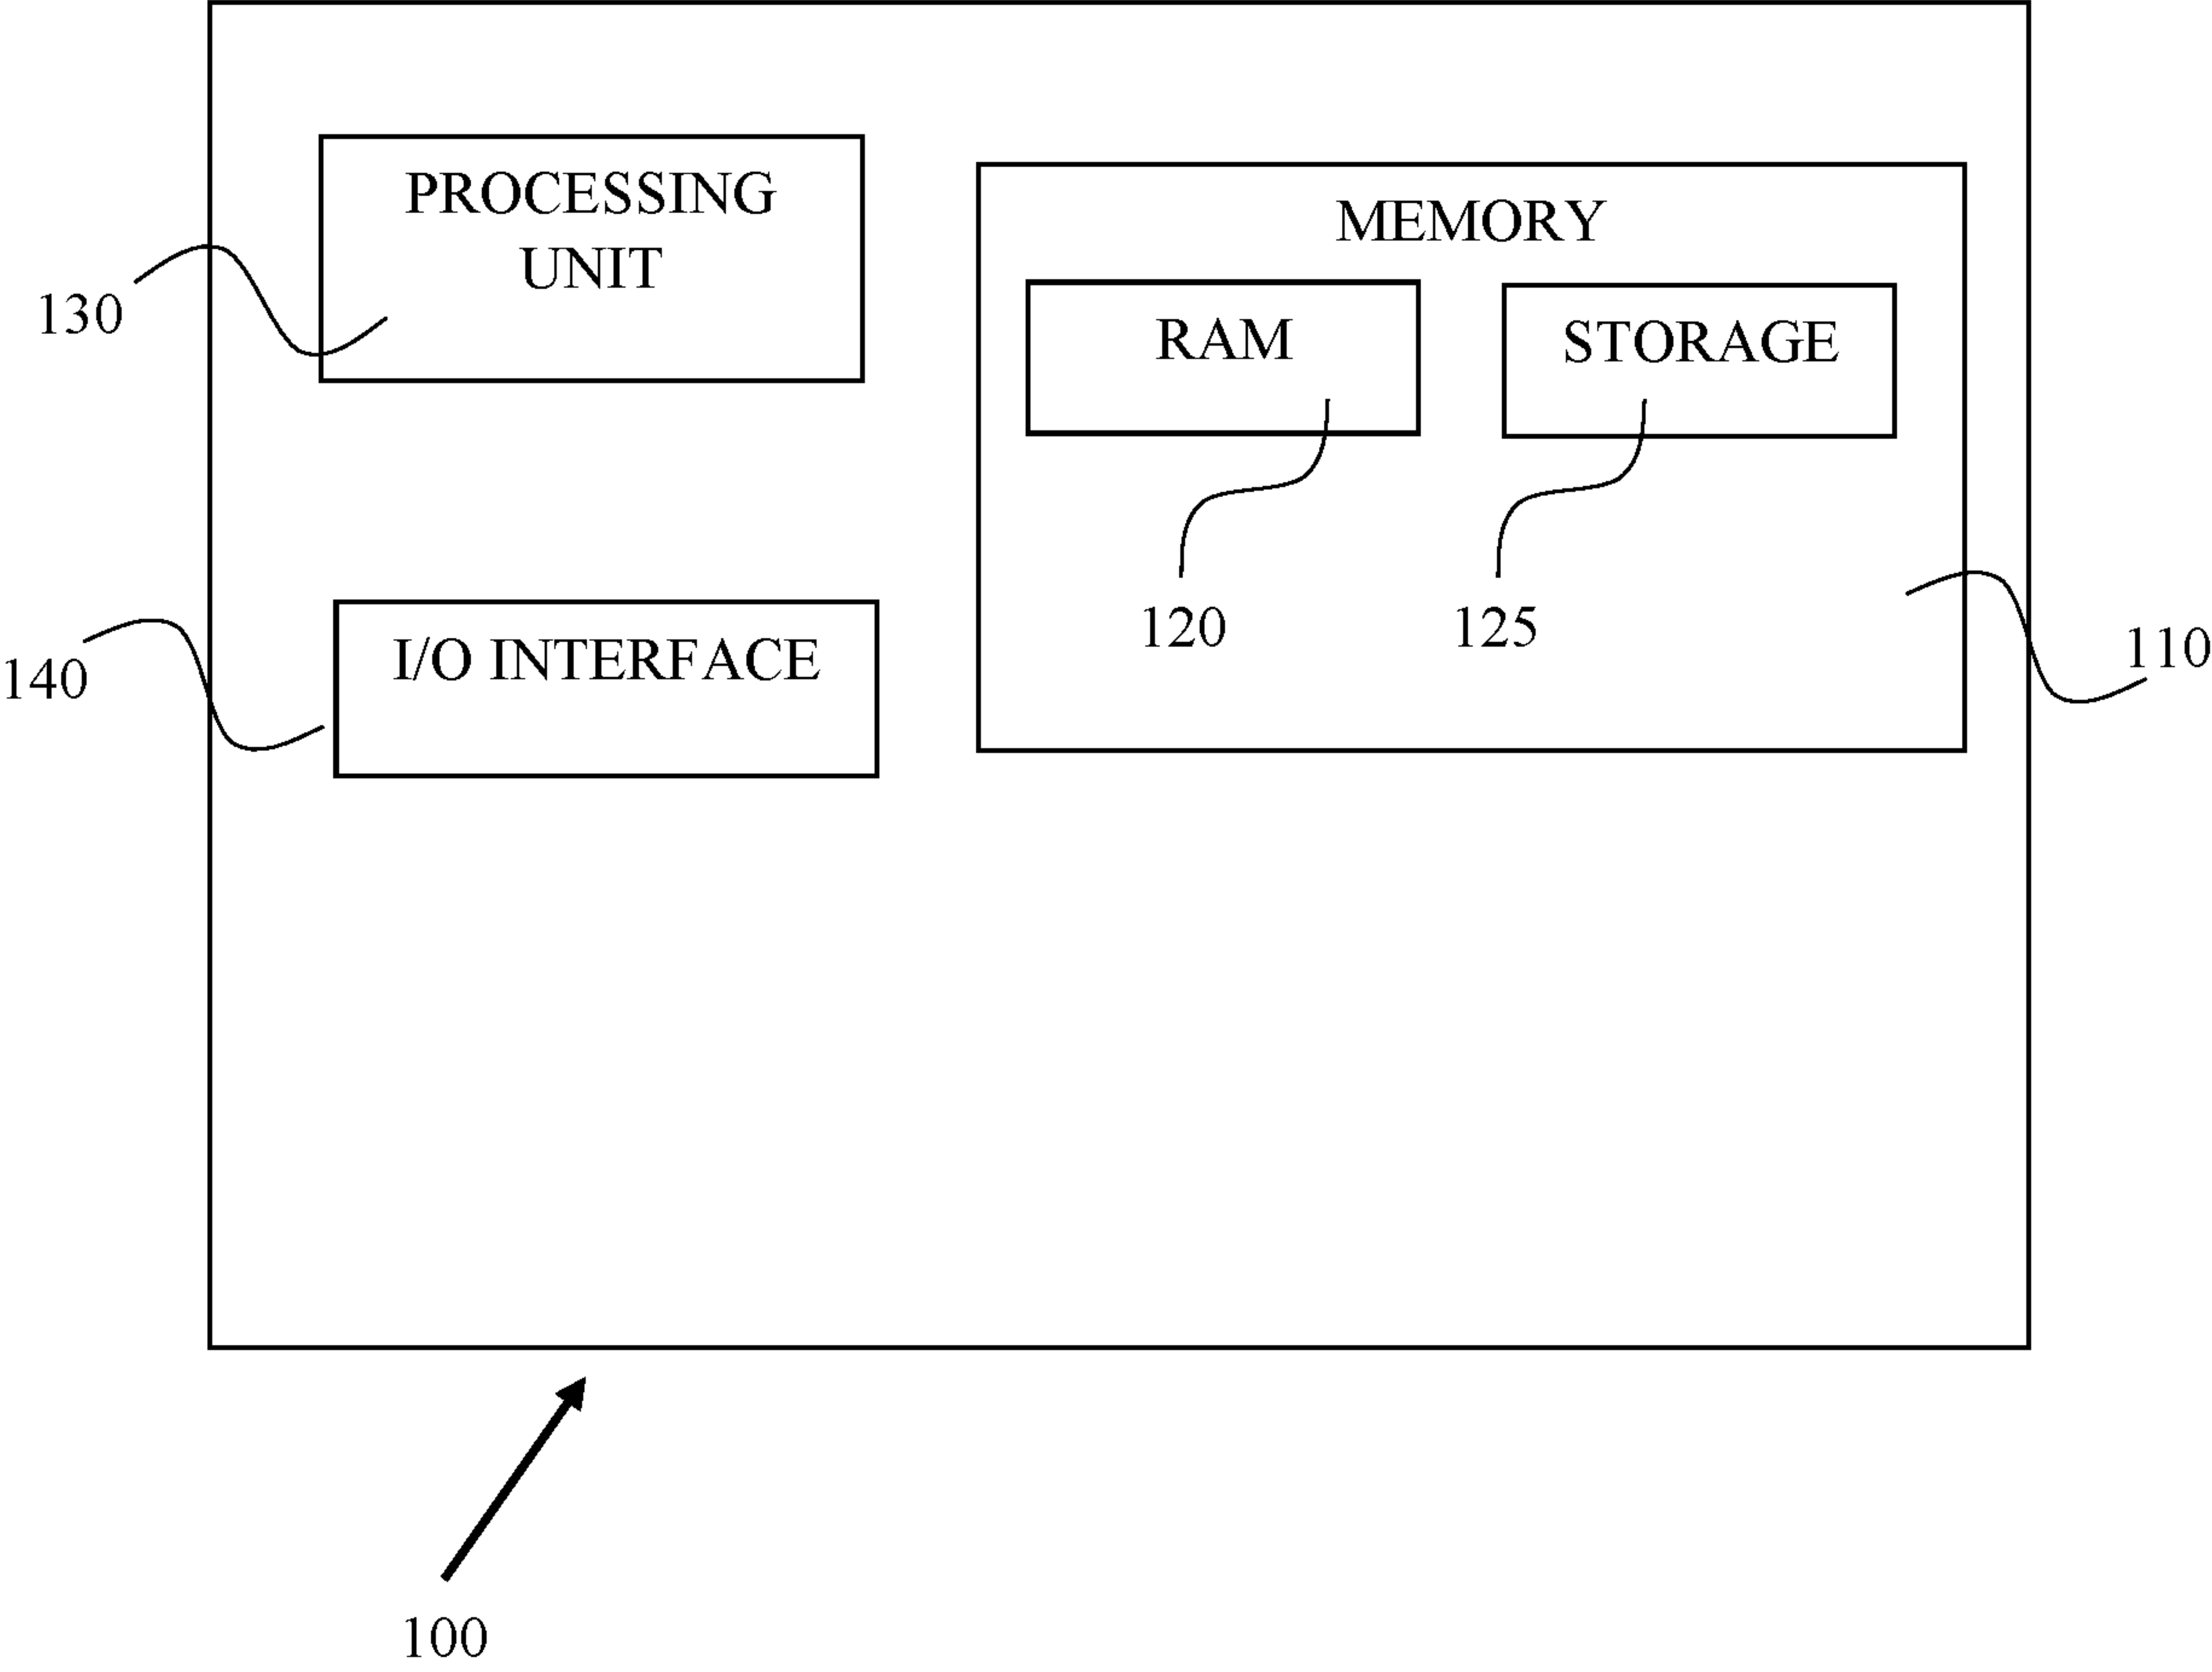 PROCESSING
UNIT
MEMORY
RAM
STORAGE
130
I/O INTERFACE
120
125
140
110
100